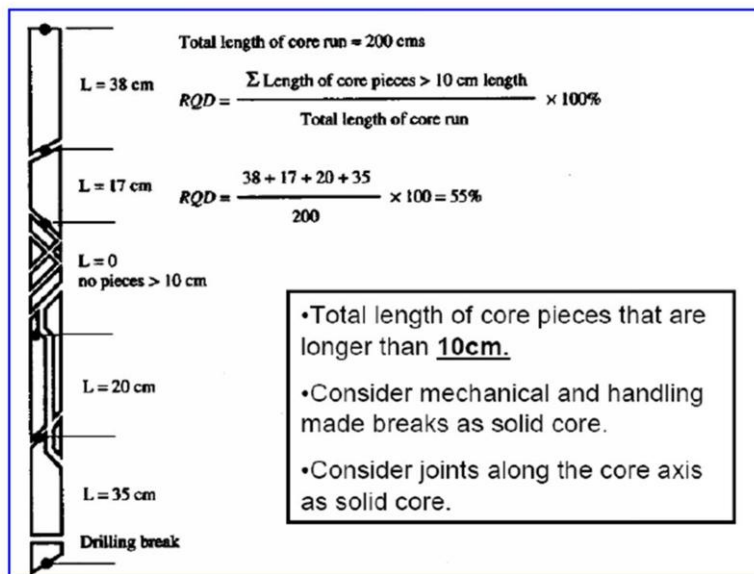 Total length of core run = 200 cms
L = 38 cm
RQD = Σ Length of core pieces > 10 cm length / Total length of core run × 100%
L = 17 cm
RQD = 38 + 17 + 20 + 35 / 200 × 100 = 55%
L = 0
no pieces > 10 cm
•Total length of core pieces that are
longer than 10cm.
•Consider mechanical and handling
made breaks as solid core.
•Consider joints along the core axis
as solid core.
L = 20 cm
L = 35 cm
Drilling break